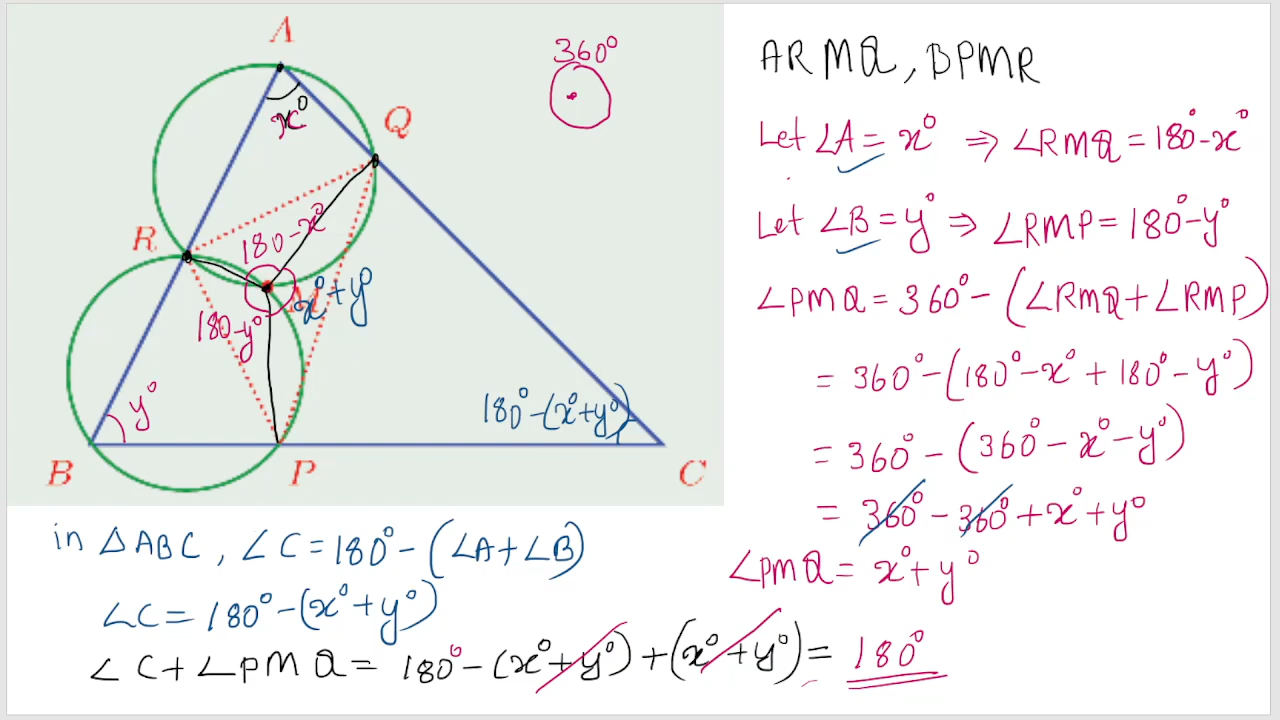 A
360°
x°
Q
R
180-x°
M
x°+y°
180-y°
y°
180°-(x°+y°)
B
P
C
ARMQ, BPMR
Let ∠A = x° ⇒ ∠RMQ = 180°-x°
Let ∠B = y° ⇒ ∠RMP = 180°-y°
∠PMQ = 360° - (∠RMQ + ∠RMP)
= 360° - (180° - x° + 180° - y°)
= 360° - (360° - x° - y°)
= 360° - 360° + x° + y°
∠PMQ = x° + y°
in △ABC, ∠C = 180° - (∠A + ∠B)
∠C = 180° - (x° + y°)
∠C + ∠PMQ = 180° - (x° + y°) + (x° + y°) = 180°